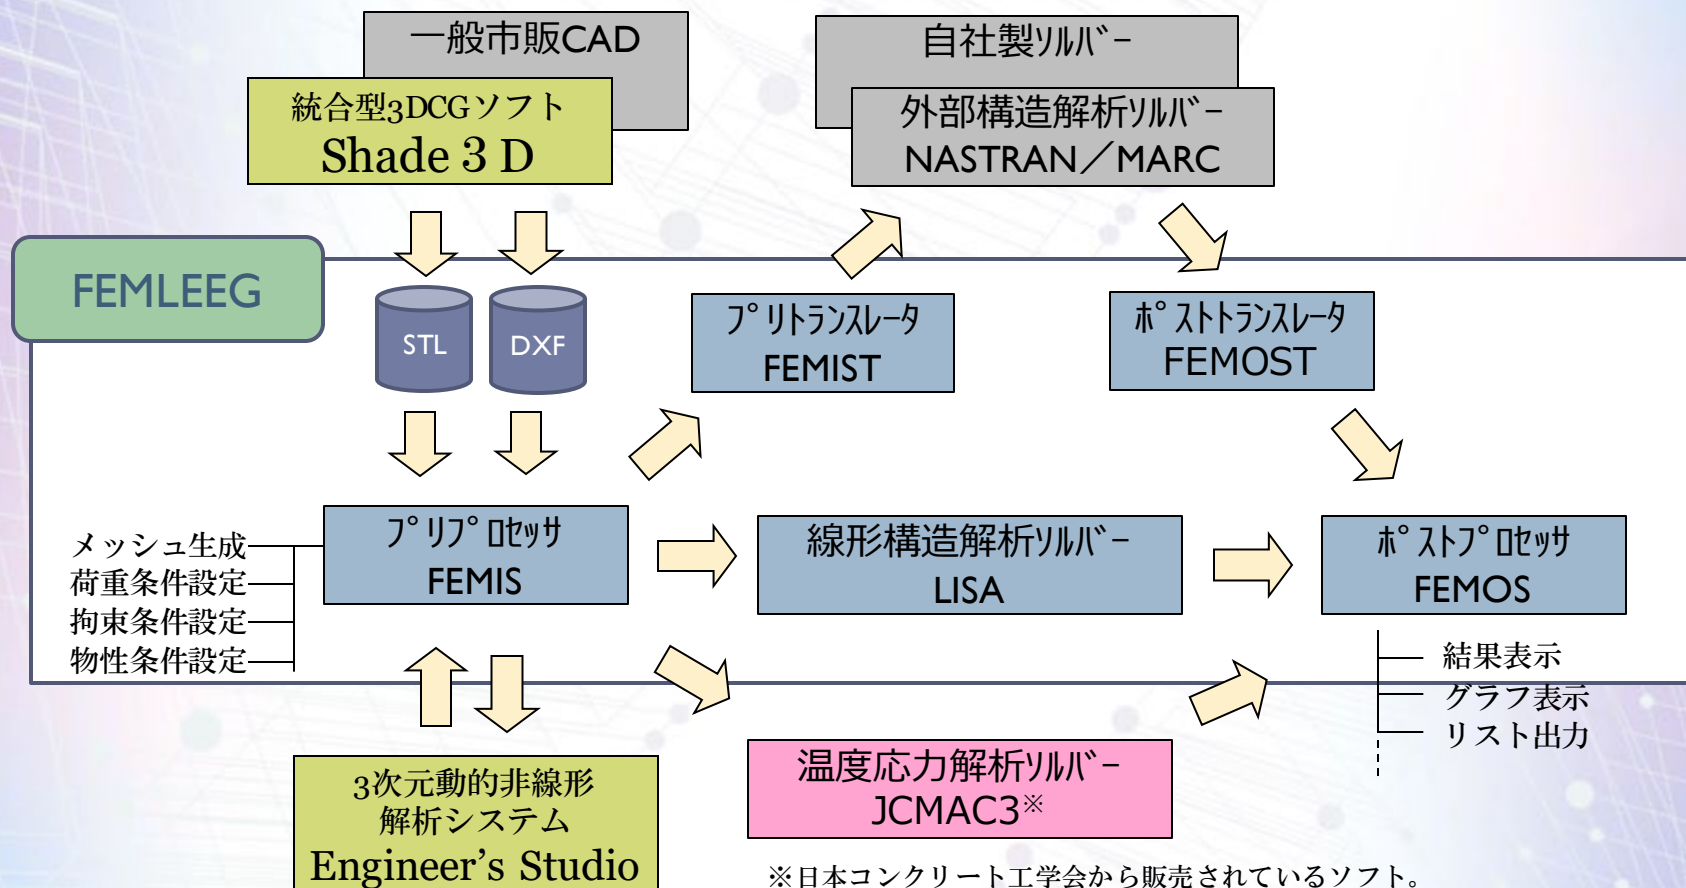 一般市販CAD
統合型3DCGソフト
Shade 3 D
自社製ｿﾙﾊﾞｰ
外部構造解析ｿﾙﾊﾞｰ
NASTRAN／MARC
FEMLEEG
STL
DXF
ﾌﾟﾘﾄﾗﾝｽﾚｰﾀ
FEMIST
ﾎﾟｽﾄﾄﾗﾝｽﾚｰﾀ
FEMOST
メッシュ生成
荷重条件設定
拘束条件設定
物性条件設定
ﾌﾟﾘﾌﾟﾛｾｯｻ
FEMIS
線形構造解析ｿﾙﾊﾞｰ
LISA
ﾎﾟｽﾄﾌﾟﾛｾｯｻ
FEMOS
結果表示
グラフ表示
リスト出力
3次元動的非線形
解析システム
Engineer’s Studio
温度応力解析ｿﾙﾊﾞｰ
JCMAC3※
※日本コンクリート工学会から販売されているソフト。